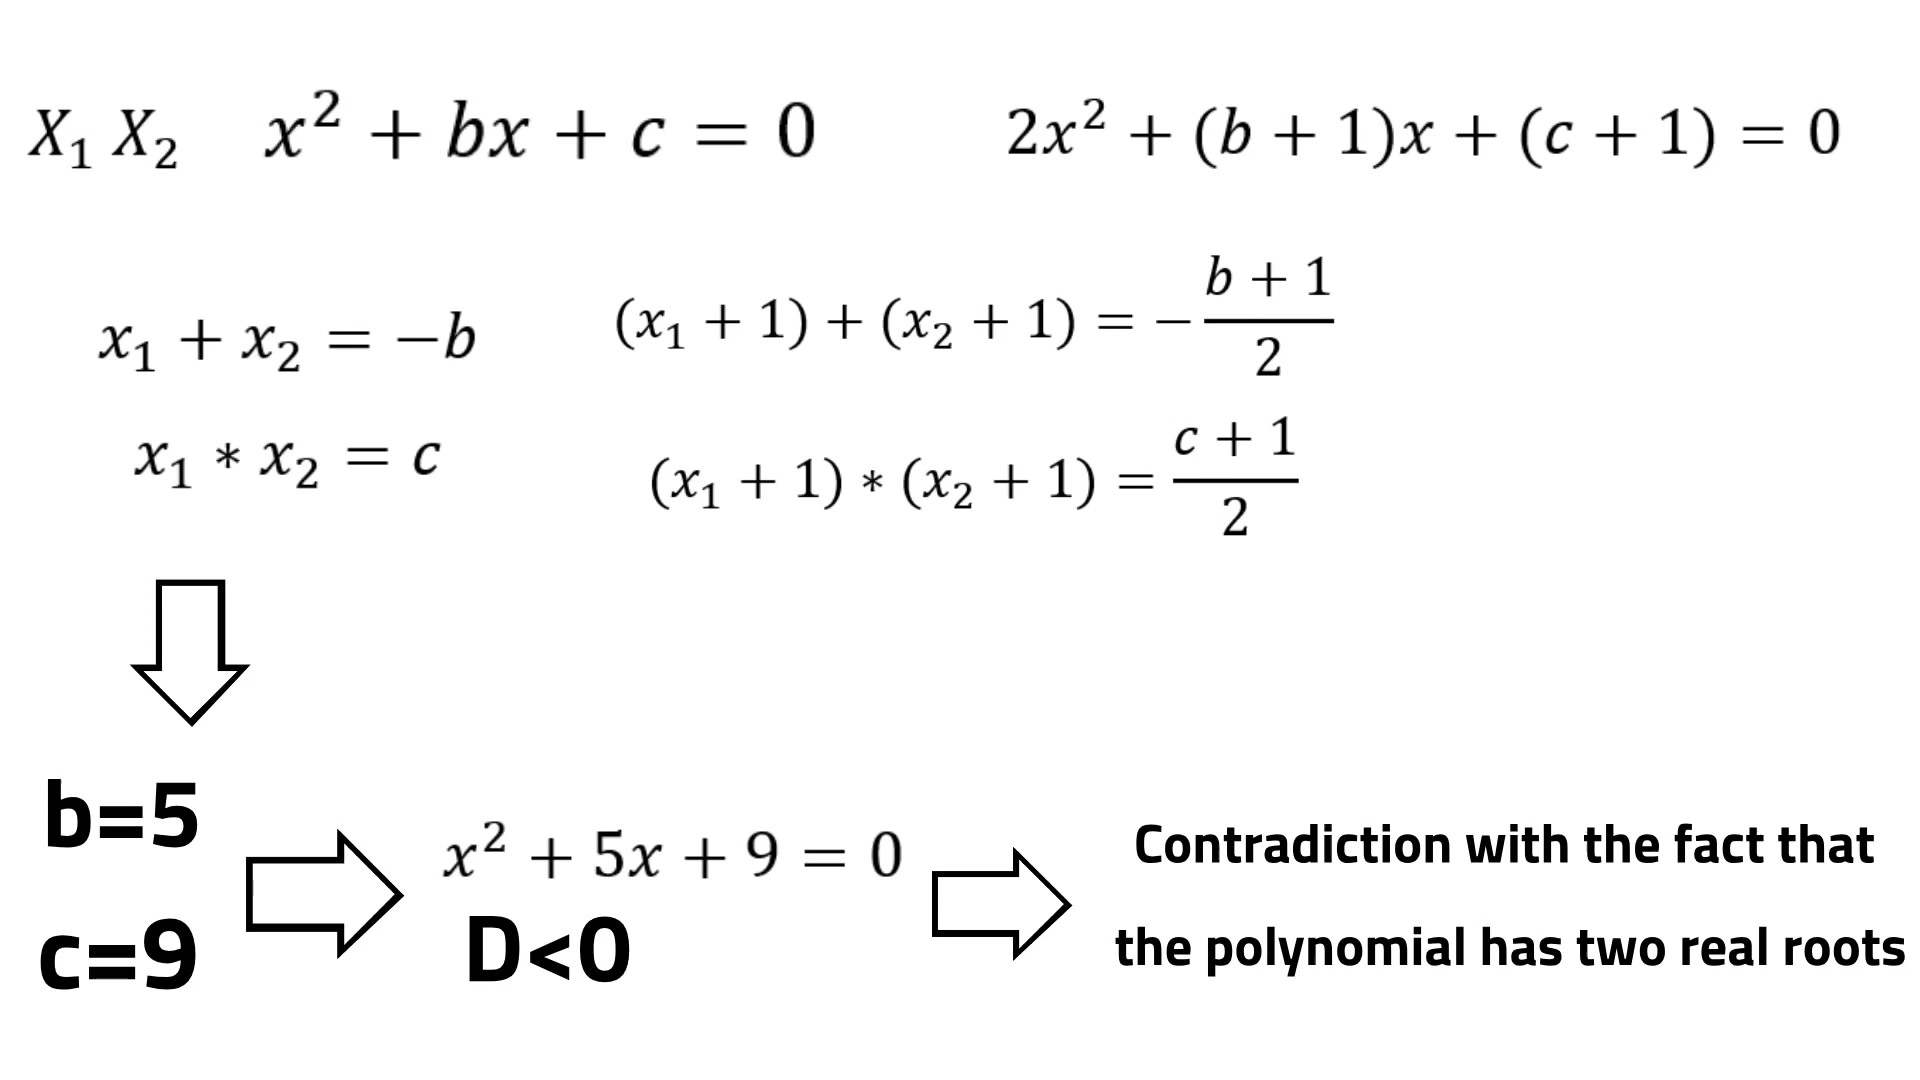 X₁ X₂ x² + bx + c = 0 2x² + (b + 1)x + (c + 1) = 0
x₁ + x₂ = −b (x₁ + 1) + (x₂ + 1) = − (b + 1)/2
x₁ * x₂ = c (x₁ + 1) * (x₂ + 1) = (c + 1)/2
b=5
c=9
x² + 5x + 9 = 0
D<0
Contradiction with the fact that
the polynomial has two real roots